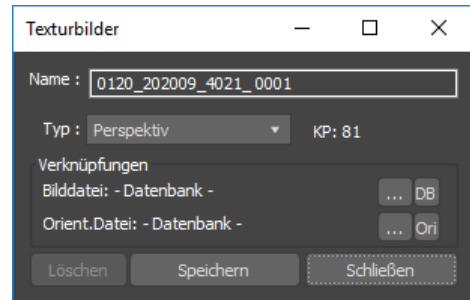 Texturbilder
Name : 0120_202009_4021_ 0001
Typ : Perspektiv KP: 81
Verknüpfungen
Bilddatei: - Datenbank - ... DB
Orient.Datei: - Datenbank - ... Ori
Löschen Speichern Schließen